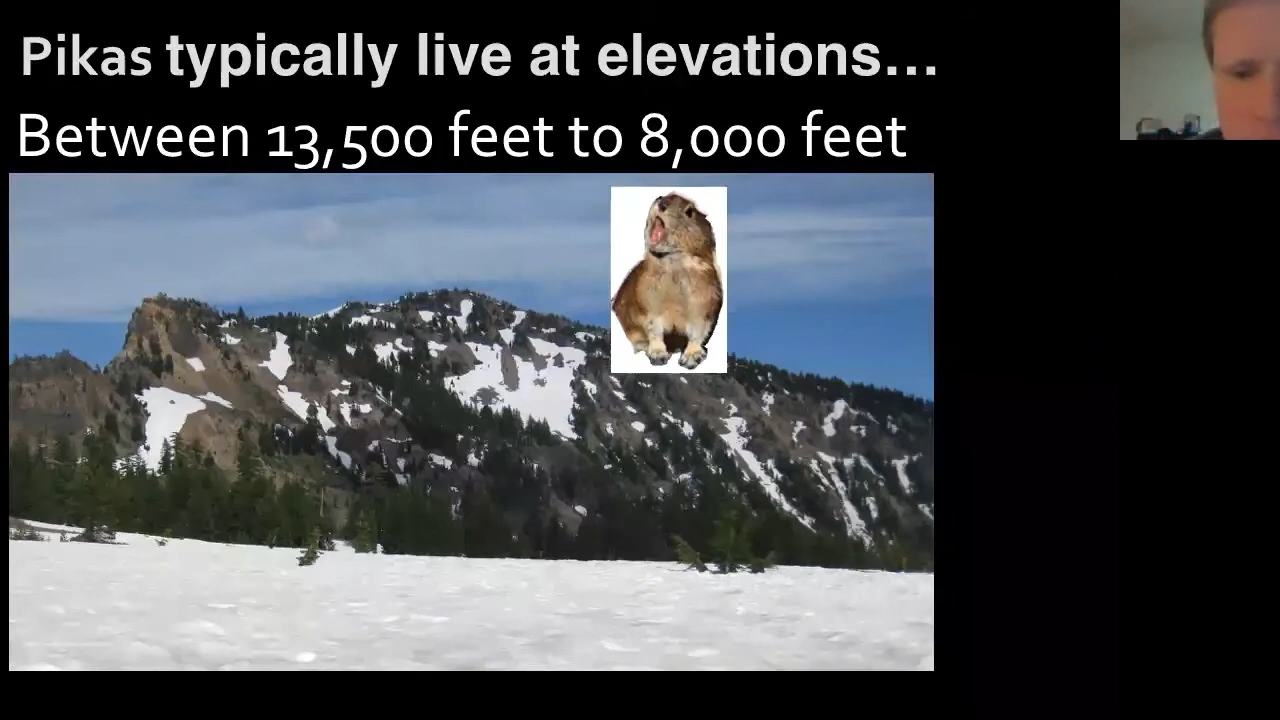 Pikas typically live at elevations...
Between 13,500 feet to 8,000 feet